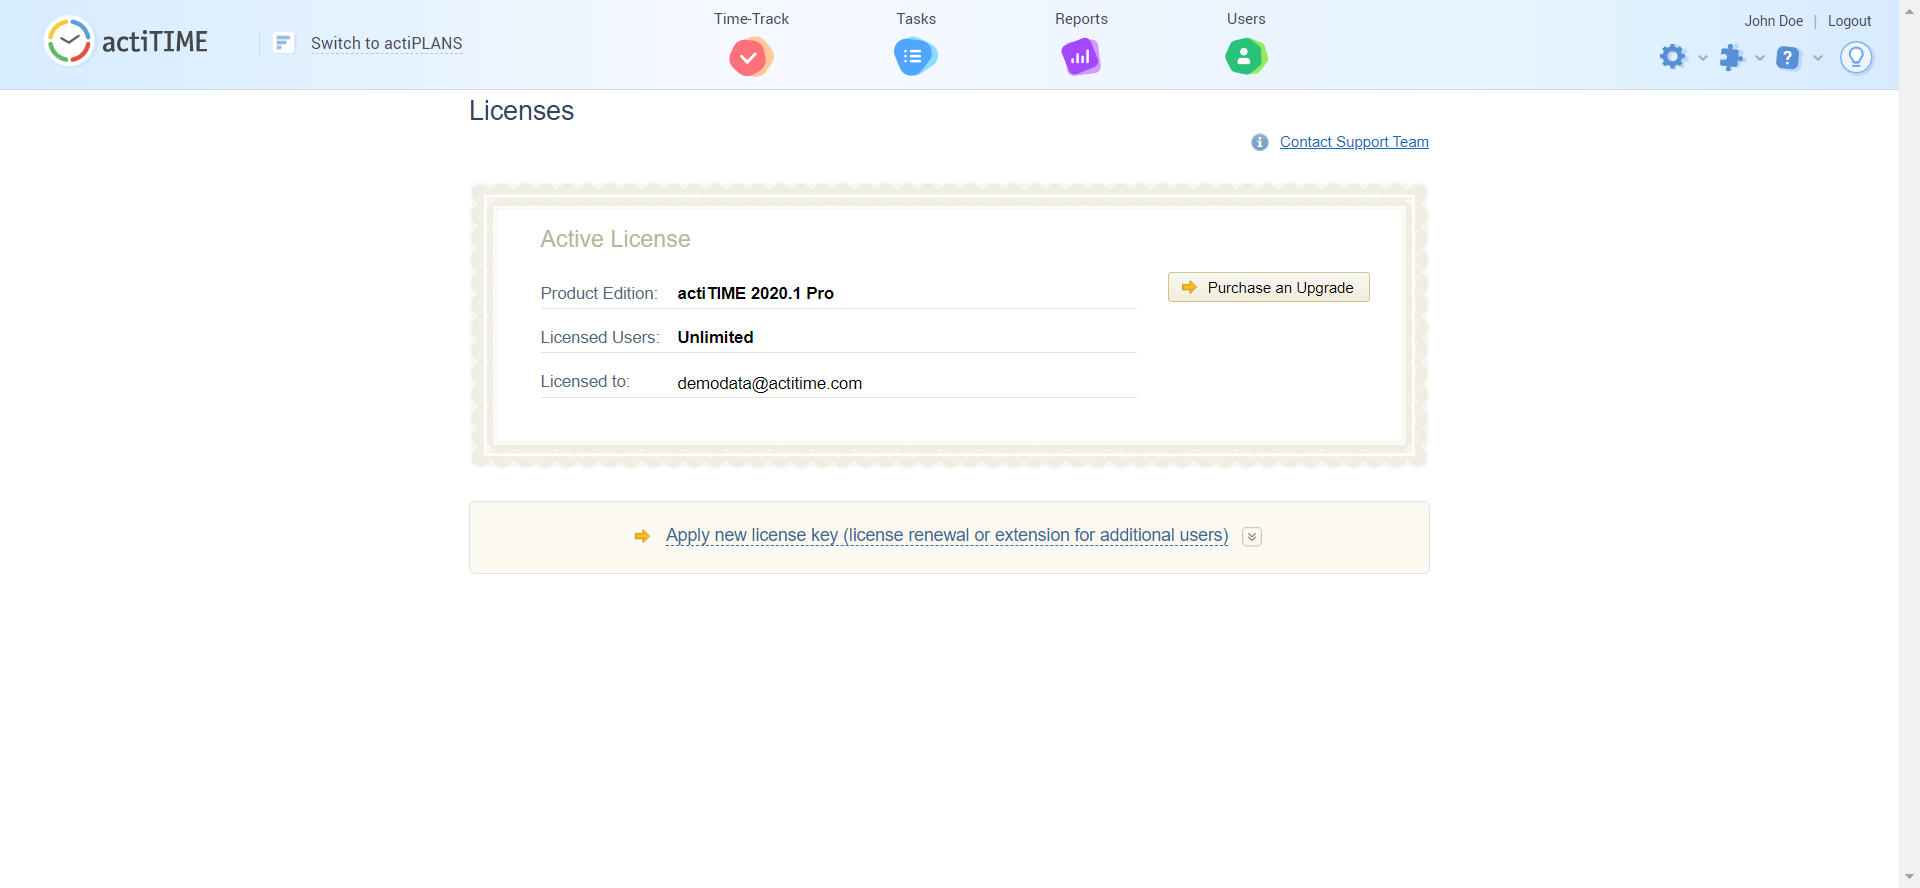 actiTIME
Switch to actiPLANS
Time-Track
Tasks
Reports
Users
John Doe | Logout
?
Licenses
Contact Support Team
Active License
Product Edition: actiTIME 2020.1 Pro
Purchase an Upgrade
Licensed Users: Unlimited
Licensed to: demodata@actitime.com
Apply new license key (license renewal or extension for additional users)